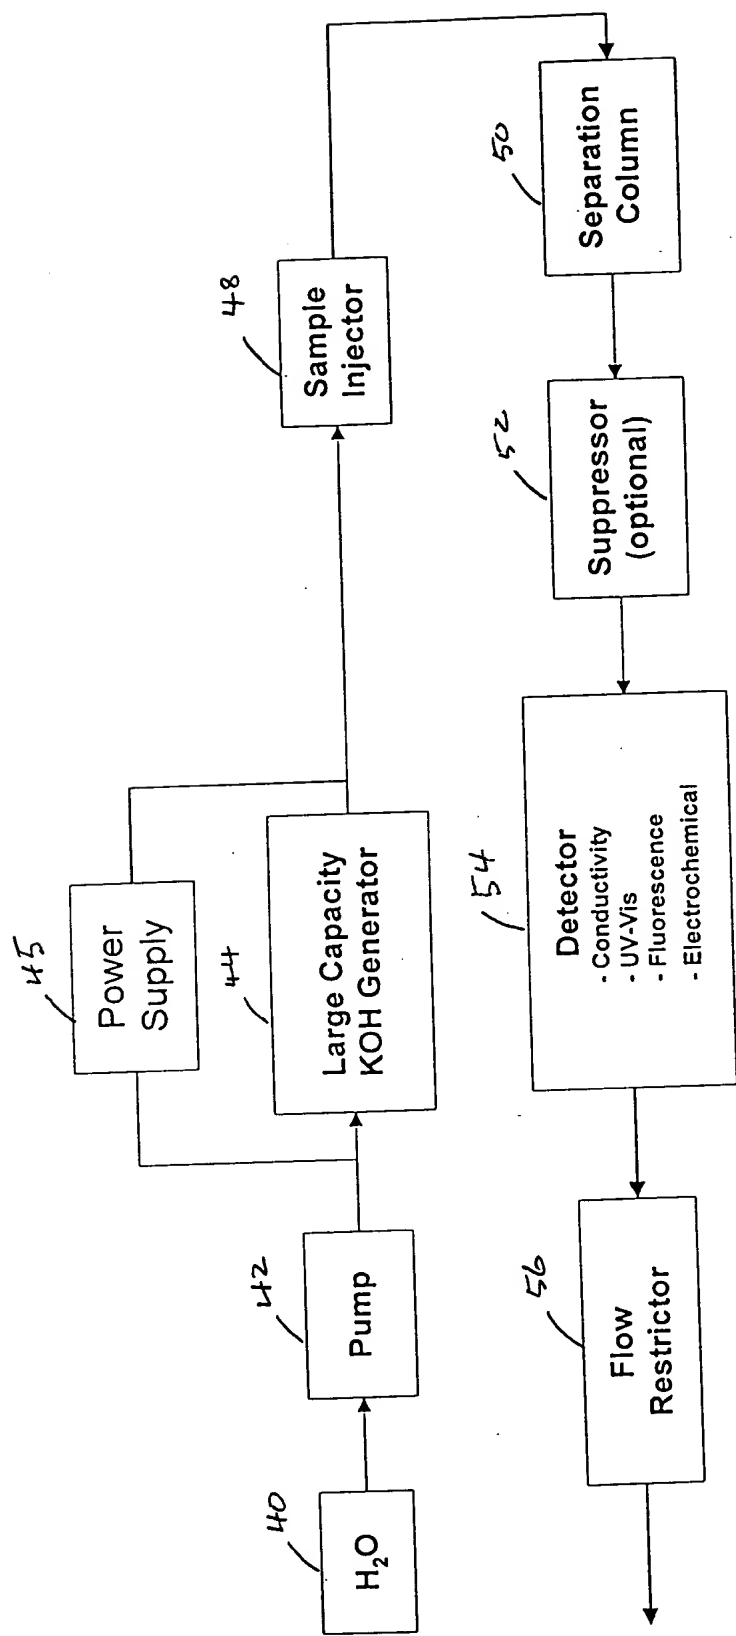 40
H₂O
42
Pump
45
Power
Supply
44
Large Capacity
KOH Generator
48
Sample
Injector
50
Separation
Column
52
Suppressor
(optional)
54
Detector
- Conductivity
- UV-Vis
- Fluorescence
- Electrochemical
56
Flow
Restrictor